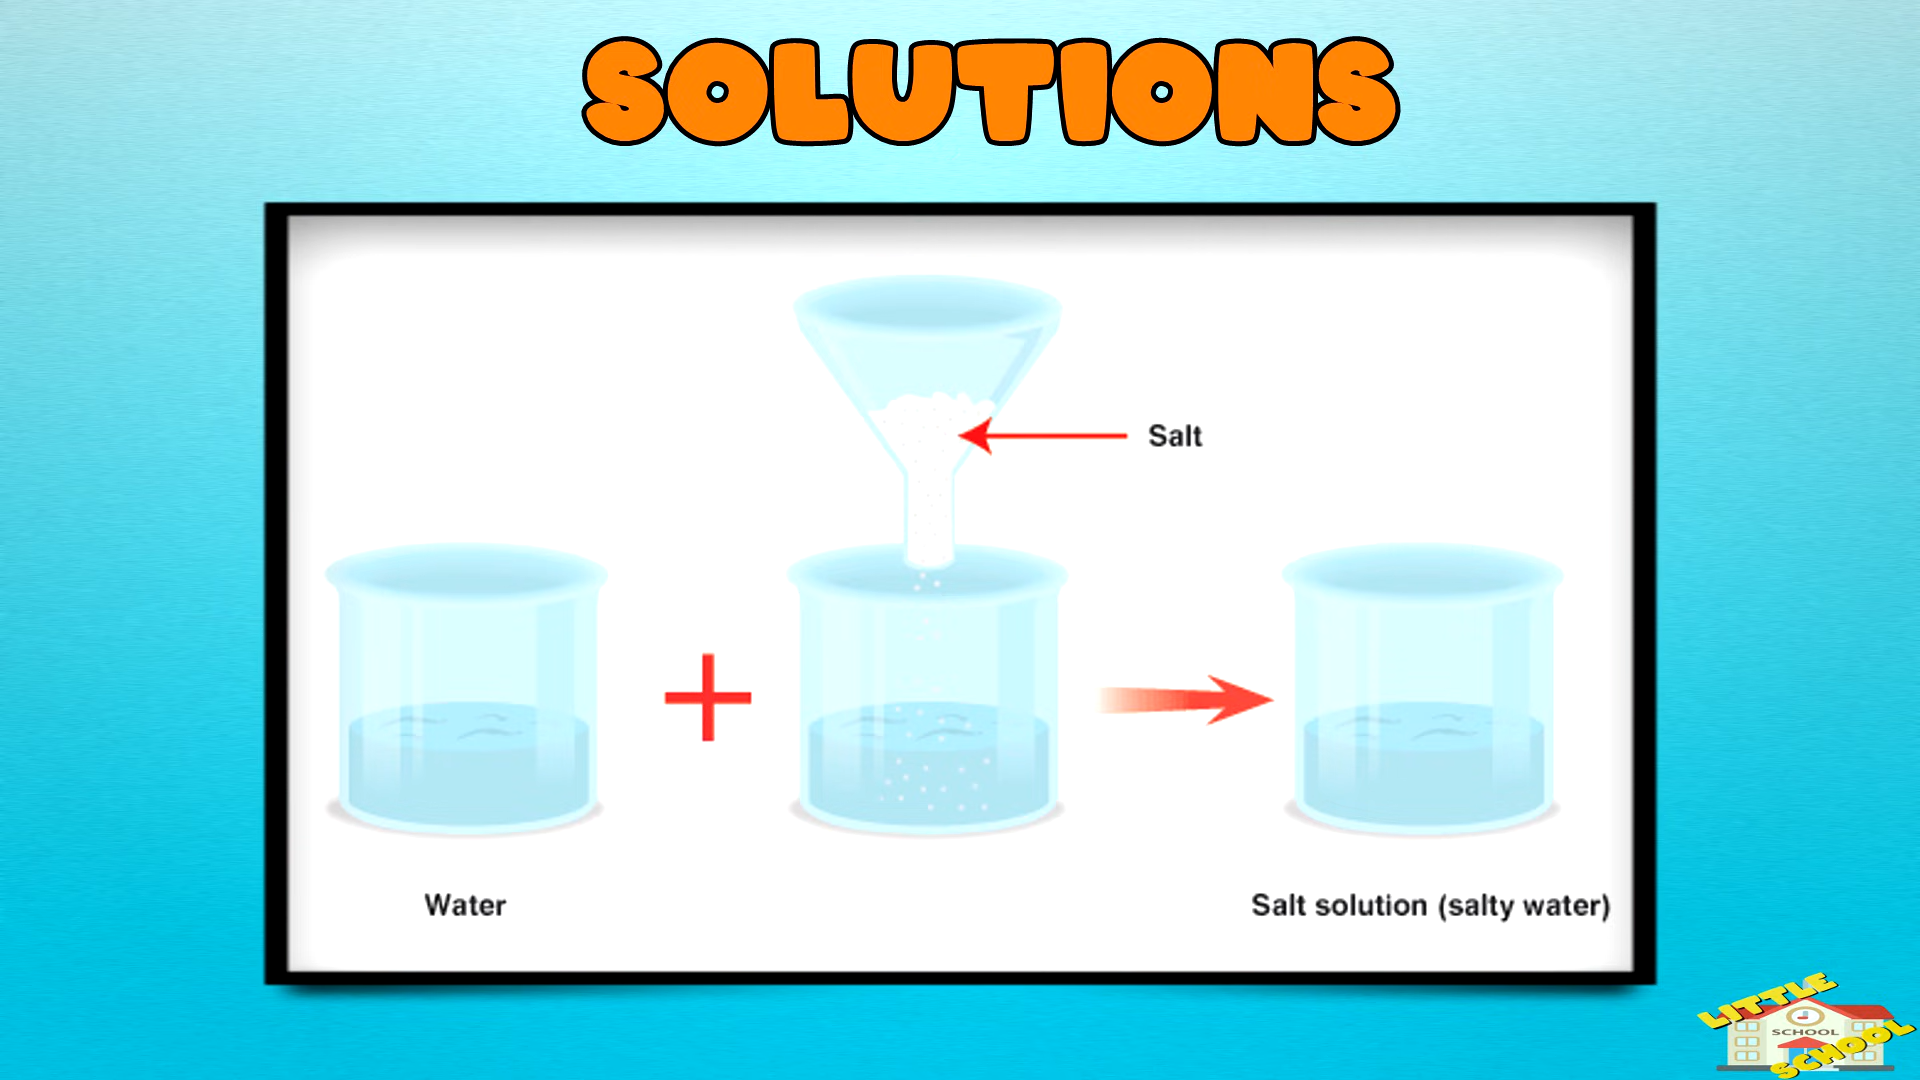 SOLUTIONS
Salt
Water
Salt solution (salty water)
LITTLE
SCHOOL
SCHOOL